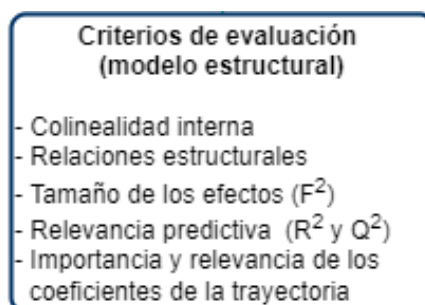 Criterios de evaluación
(modelo estructural)
- Colinealidad interna
- Relaciones estructurales
- Tamaño de los efectos (F²)
- Relevancia predictiva (R² y Q²)
- Importancia y relevancia de los
coeficientes de la trayectoria